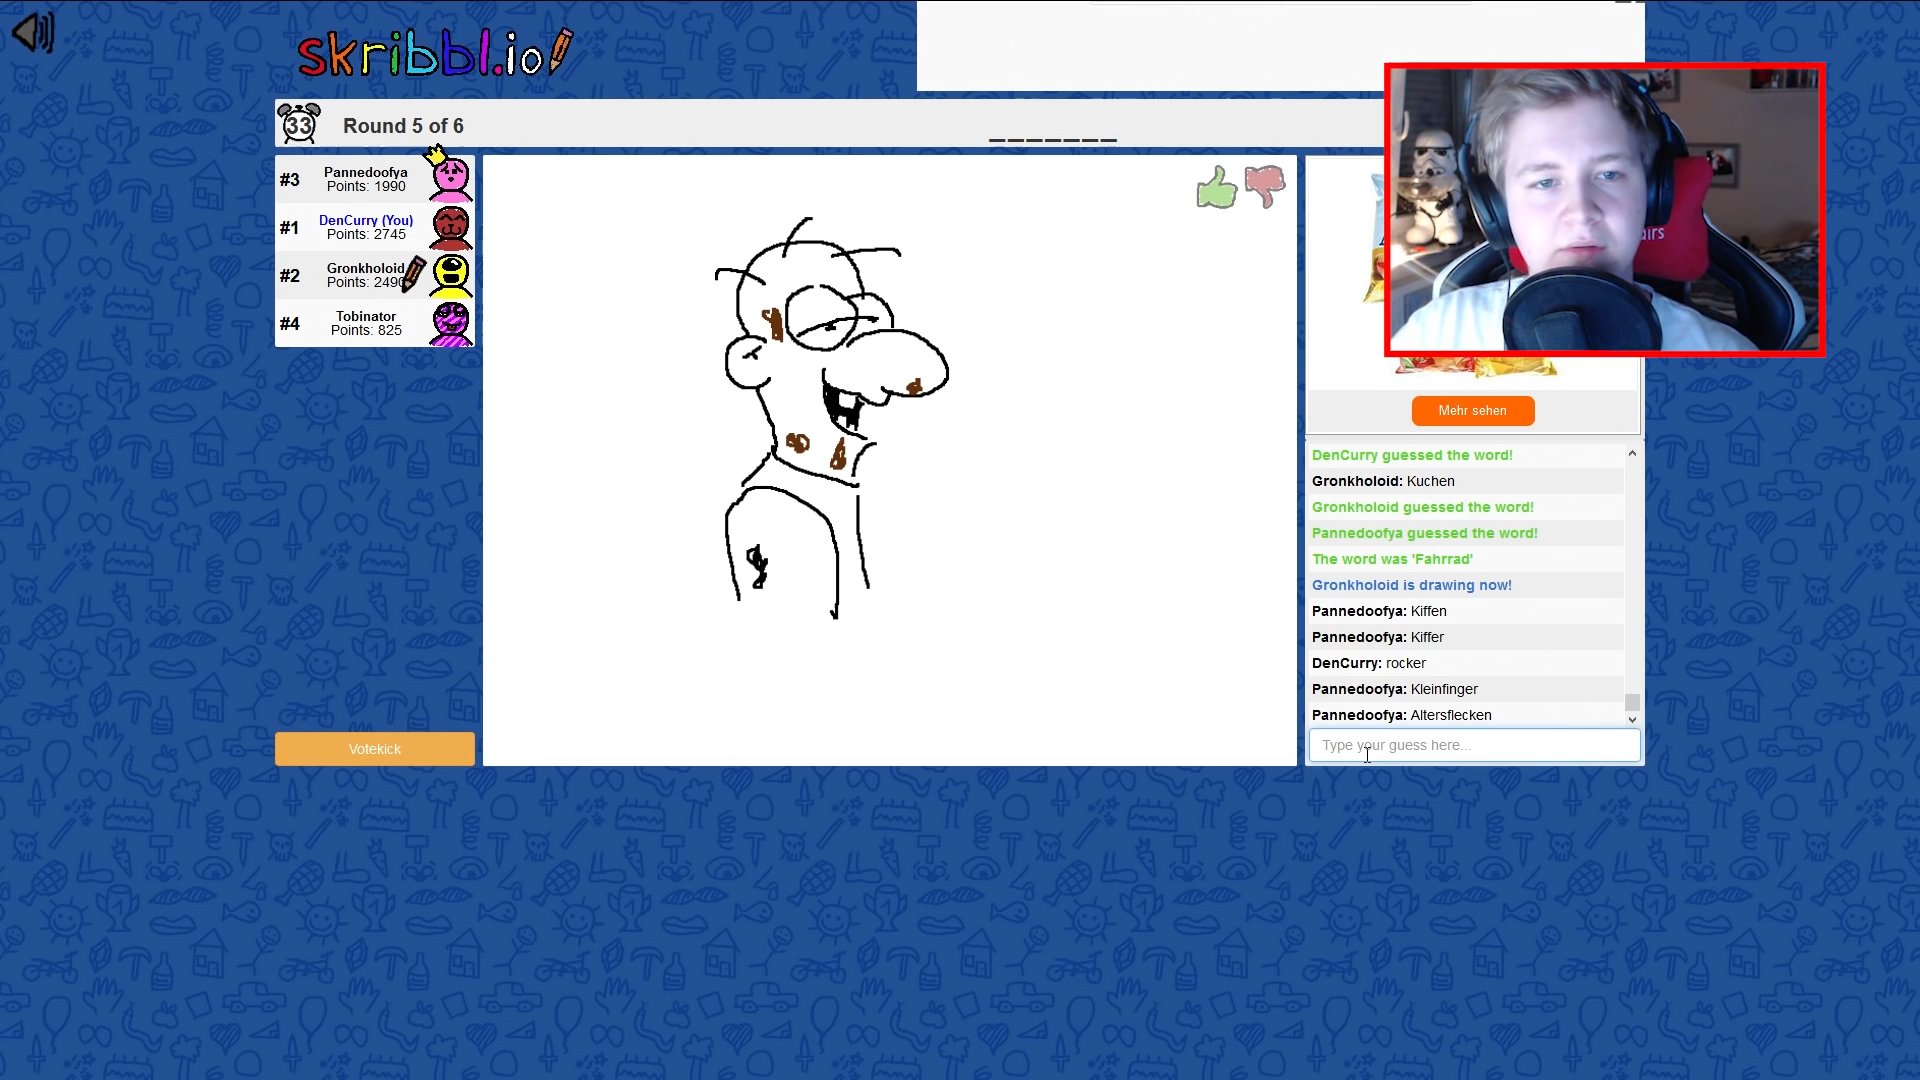 skribbl.io
33
Round 5 of 6
_______
#3
Pannedoofya
Points: 1990
#1
DenCurry (You)
Points: 2745
#2
Gronkholoid
Points: 2490
#4
Tobinator
Points: 825
Votekick
airs
Mehr sehen
DenCurry guessed the word!
Gronkholoid: Kuchen
Gronkholoid guessed the word!
Pannedoofya guessed the word!
The word was 'Fahrrad'
Gronkholoid is drawing now!
Pannedoofya: Kiffen
Pannedoofya: Kiffer
DenCurry: rocker
Pannedoofya: Kleinfinger
Pannedoofya: Altersflecken
Type your guess here...